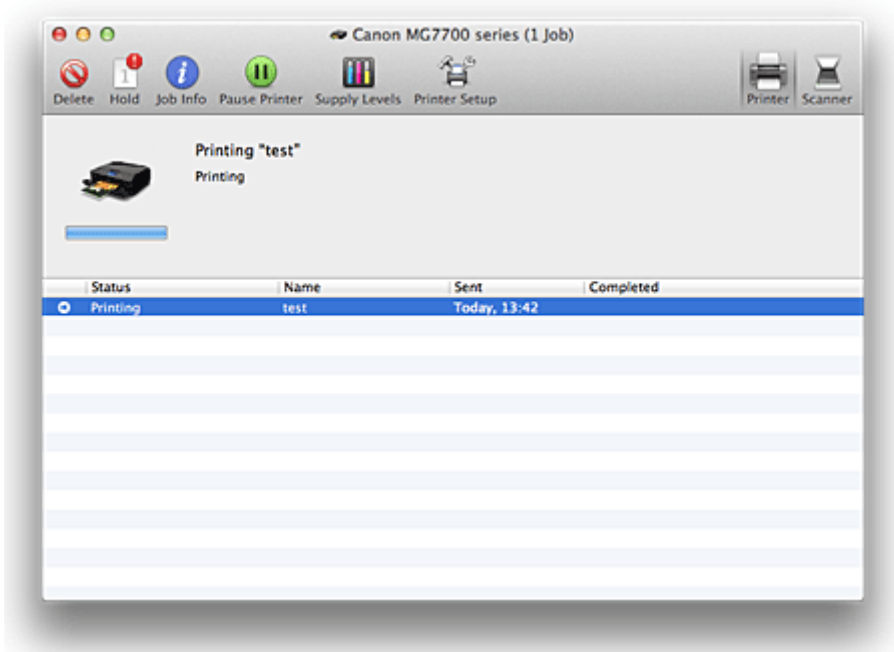 Canon MG7700 series (1 Job)
1
Delete Hold Job Info Pause Printer Supply Levels Printer Setup Printer Scanner
Printing "test"
Printing
Status Name Sent Completed
Printing test Today, 13:42